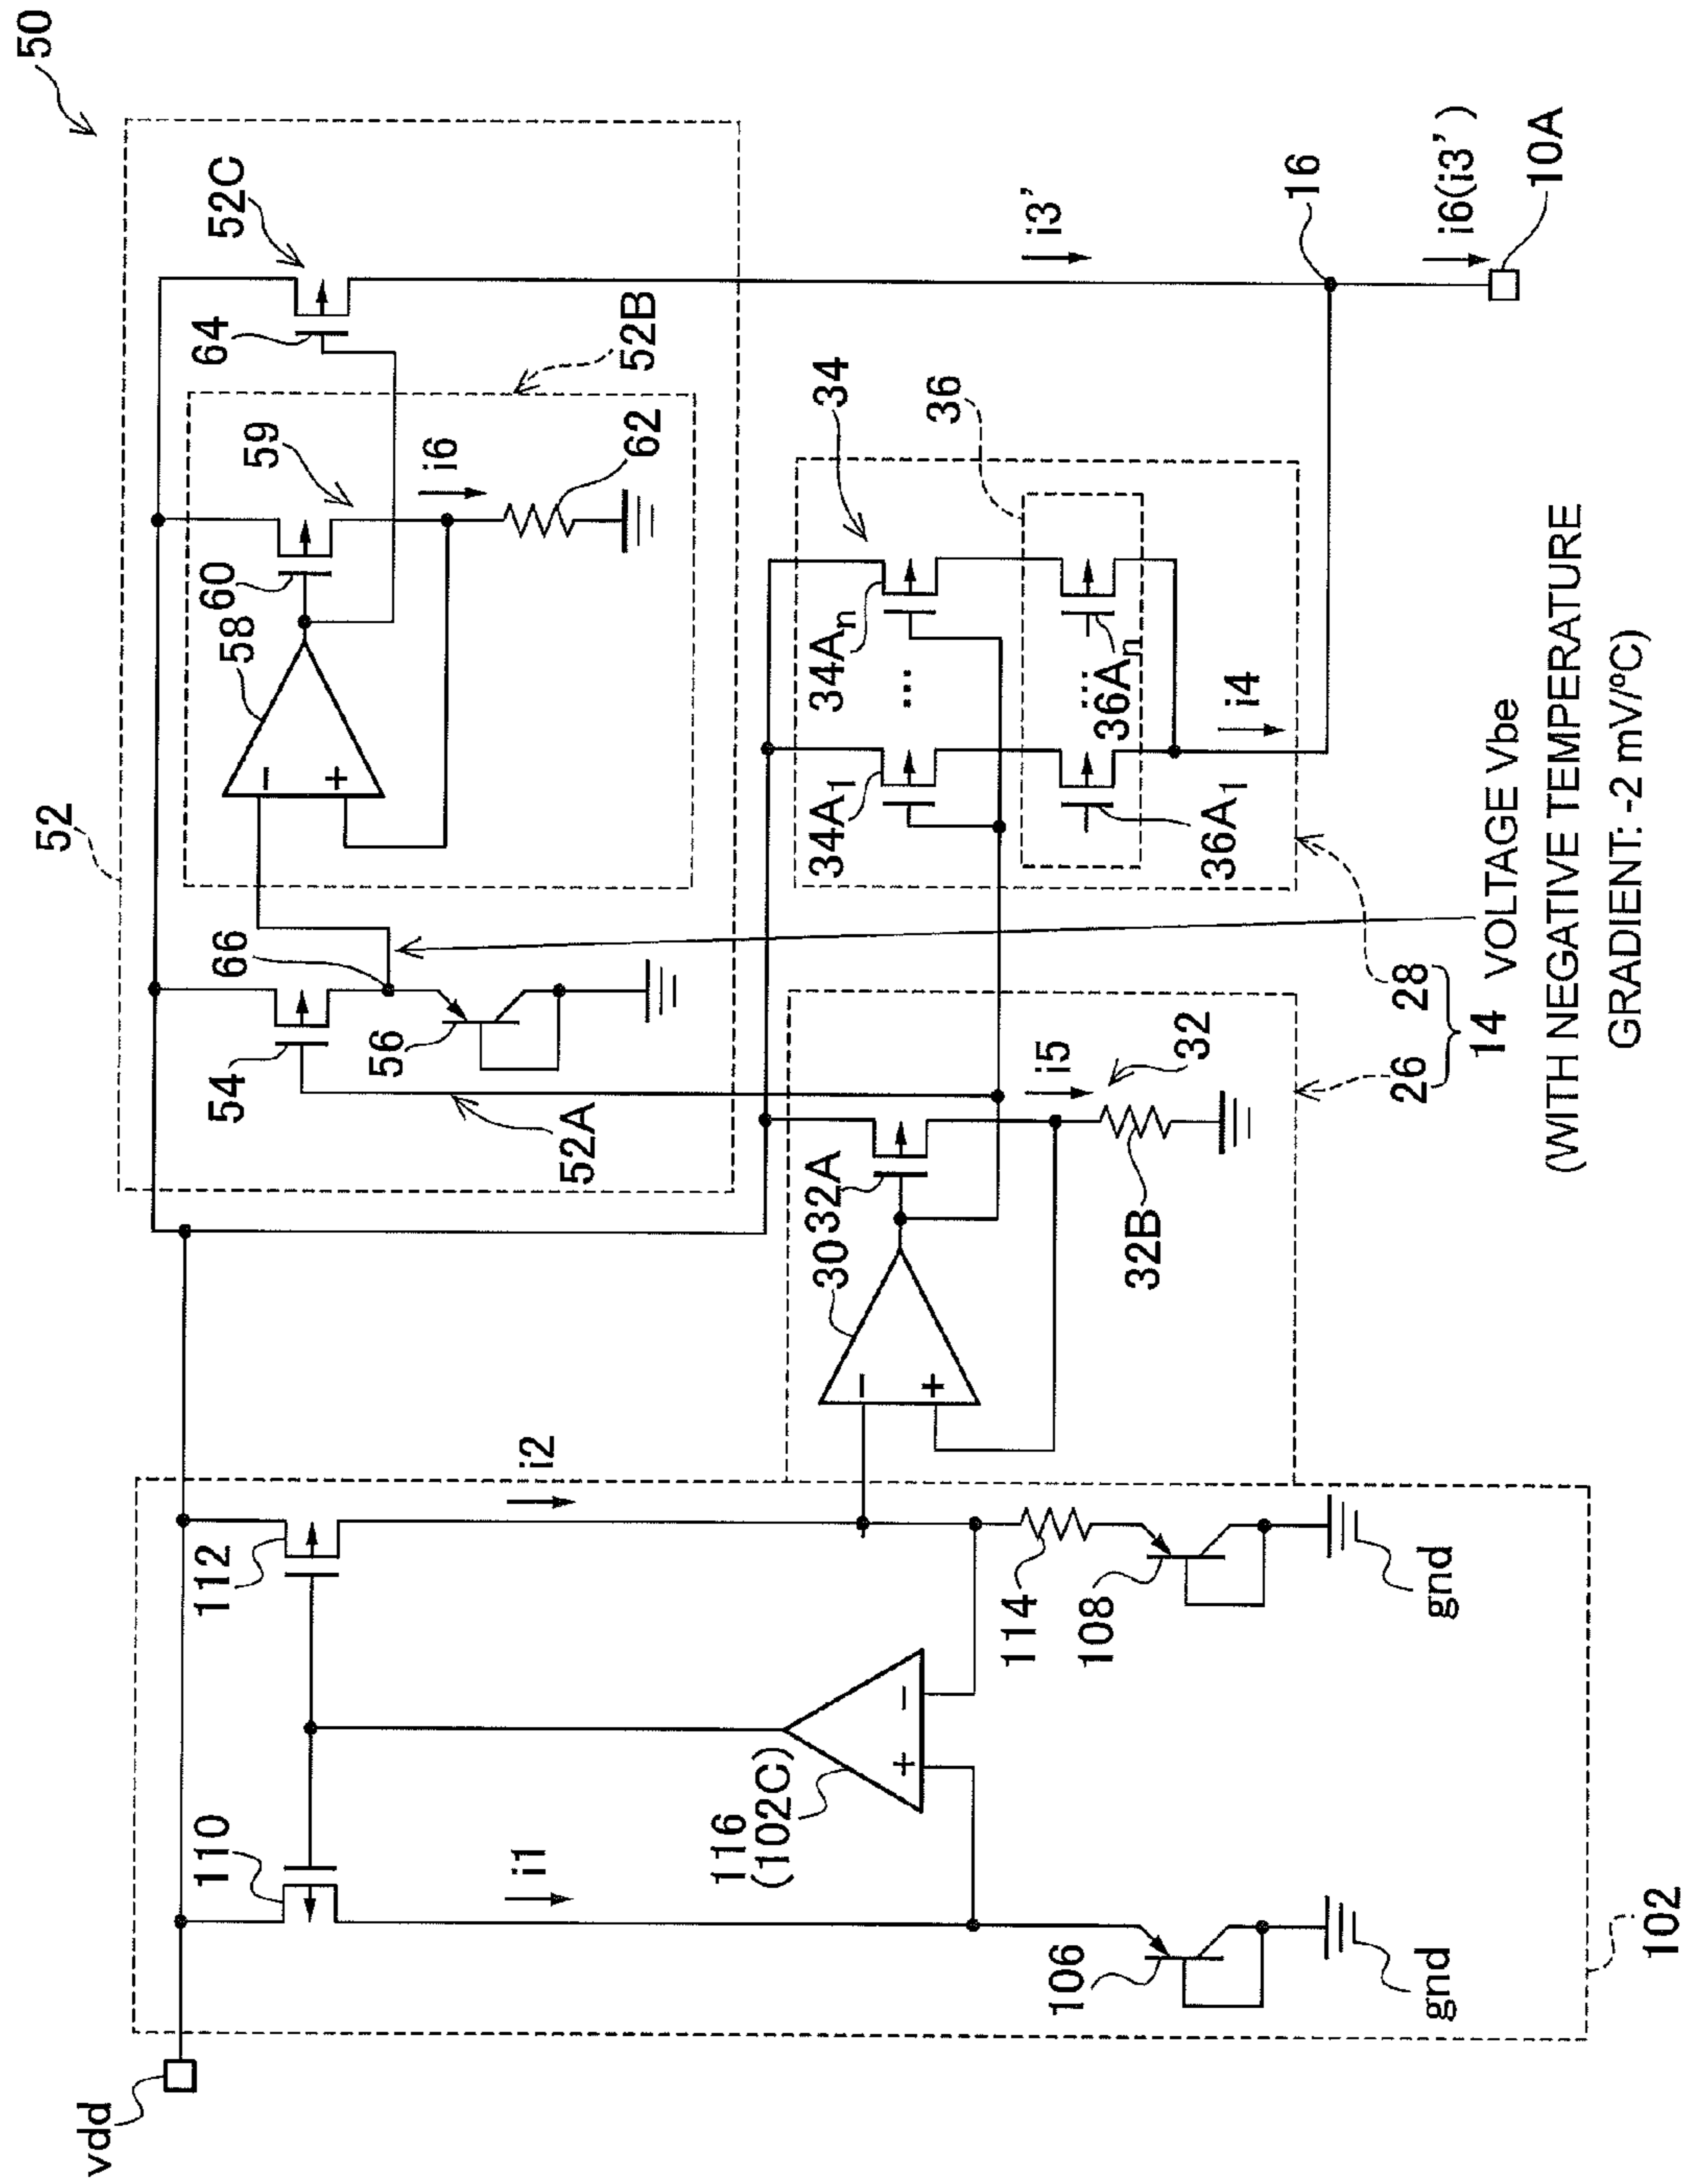 50
52
52C
64
52B
59
i6
62
60
58
66
54
56
52A
i3'
16
i6(i3')
10A
34
36
34An
34A1
36An
36A1
i4
vdd
110
112
i1
i2
116
(102C)
114
106
108
gnd
gnd
102
30
32A
i5
32
32B
26
28
14
VOLTAGE Vbe
(WITH NEGATIVE TEMPERATURE
GRADIENT: -2 mV/ºC)
− +
− +
+ −
...
...